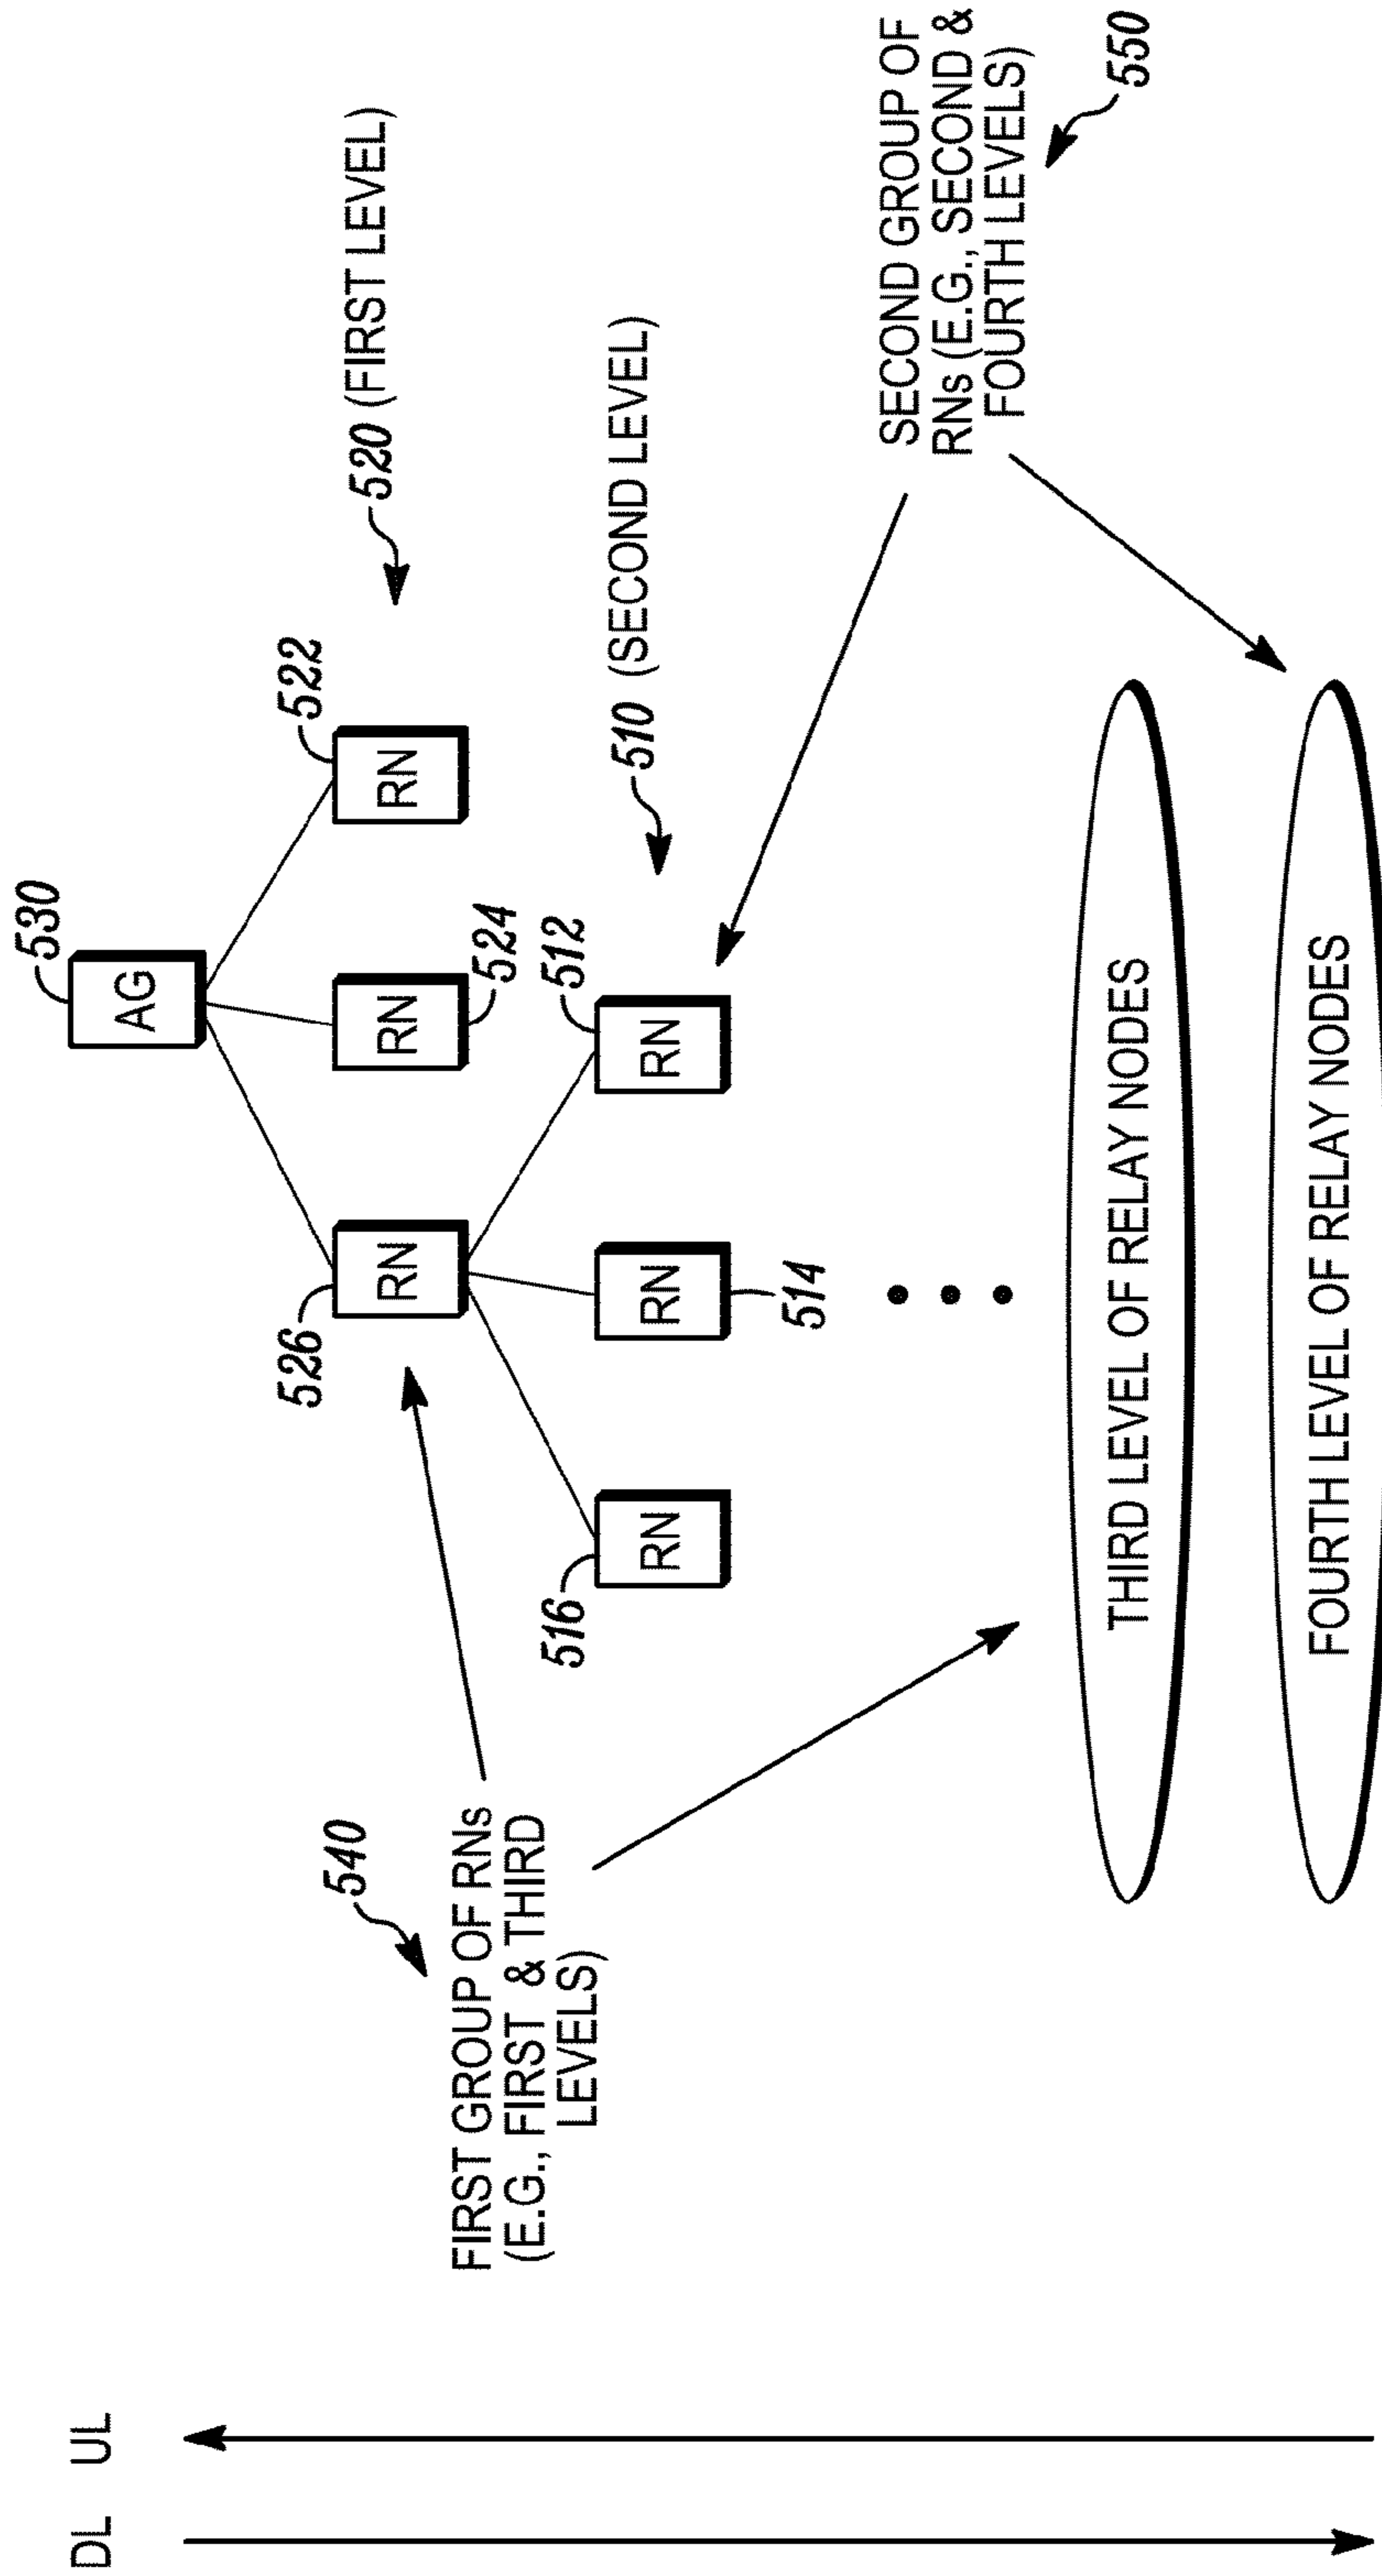 DL UL
530
AG
522
526
RN
RN
RN
520 (FIRST LEVEL)
524
540
FIRST GROUP OF RNs
(E.G., FIRST & THIRD
LEVELS)
516
512
RN
RN
RN
510 (SECOND LEVEL)
514
SECOND GROUP OF
RNs (E.G., SECOND &
FOURTH LEVELS)
550
THIRD LEVEL OF RELAY NODES
FOURTH LEVEL OF RELAY NODES